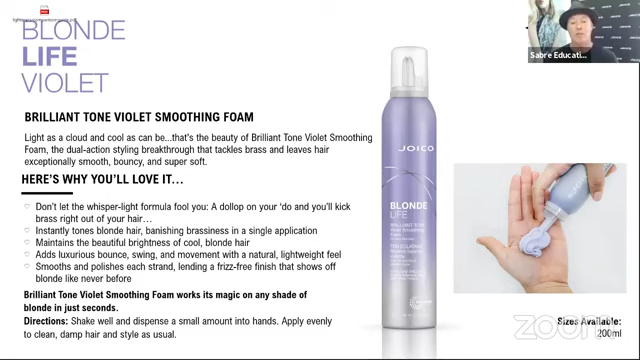 BLONDE
LIFE
VIOLET
BRILLIANT TONE VIOLET SMOOTHING FOAM
Light as a cloud and cool as can be...that's the beauty of Brilliant Tone Violet Smoothing
Foam, the dual-action styling breakthrough that tackles brass and leaves hair
exceptionally smooth, bouncy, and super soft.
HERE'S WHY YOU'LL LOVE IT…
Don't let the whisper-light formula fool you: A dollop on your 'do and you'll kick
brass right out of your hair…
Instantly tones blonde hair, banishing brassiness in a single application
Maintains the beautiful brightness of cool, blonde hair
Adds luxurious bounce, swing, and movement with a natural, lightweight feel
Smooths and polishes each strand, lending a frizz-free finish that shows off
blonde like never before
Brilliant Tone Violet Smoothing Foam works its magic on any shade of
blonde in just seconds.
Directions: Shake well and dispense a small amount into hands. Apply evenly
to clean, damp hair and style as usual.
JOICO
BLONDE
LIFE
BRILLIANT TONE
Violet Smoothing
Foam
Sabre Educati...
Sizes Available:
200ml
zoom